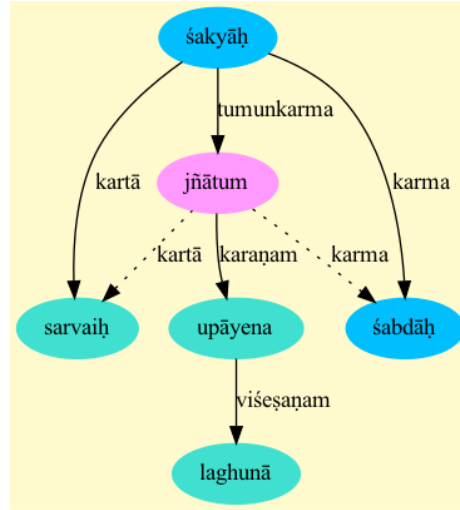 śakyāḥ
tumunkarma
kartā jñātum karma
kartā karaṇam karma
sarvaiḥ upāyena śabdāḥ
viśeṣaṇam
laghunā